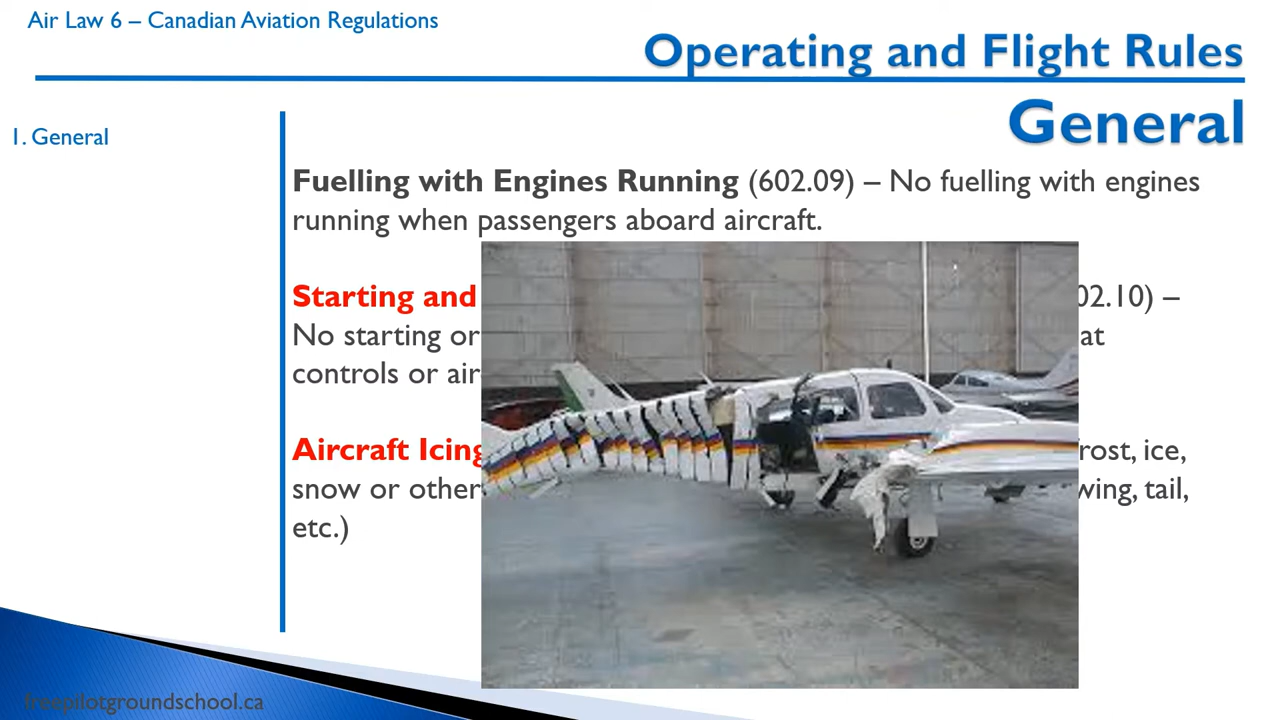 Air Law 6 – Canadian Aviation Regulations
Operating and Flight Rules
General
1. General
Fuelling with Engines Running (602.09) – No fuelling with engines
running when passengers aboard aircraft.
Starting and 02.10) –
No starting or at
controls or air
Aircraft Icing rost, ice,
snow or other wing, tail,
etc.)
freepilotgroundschool.ca